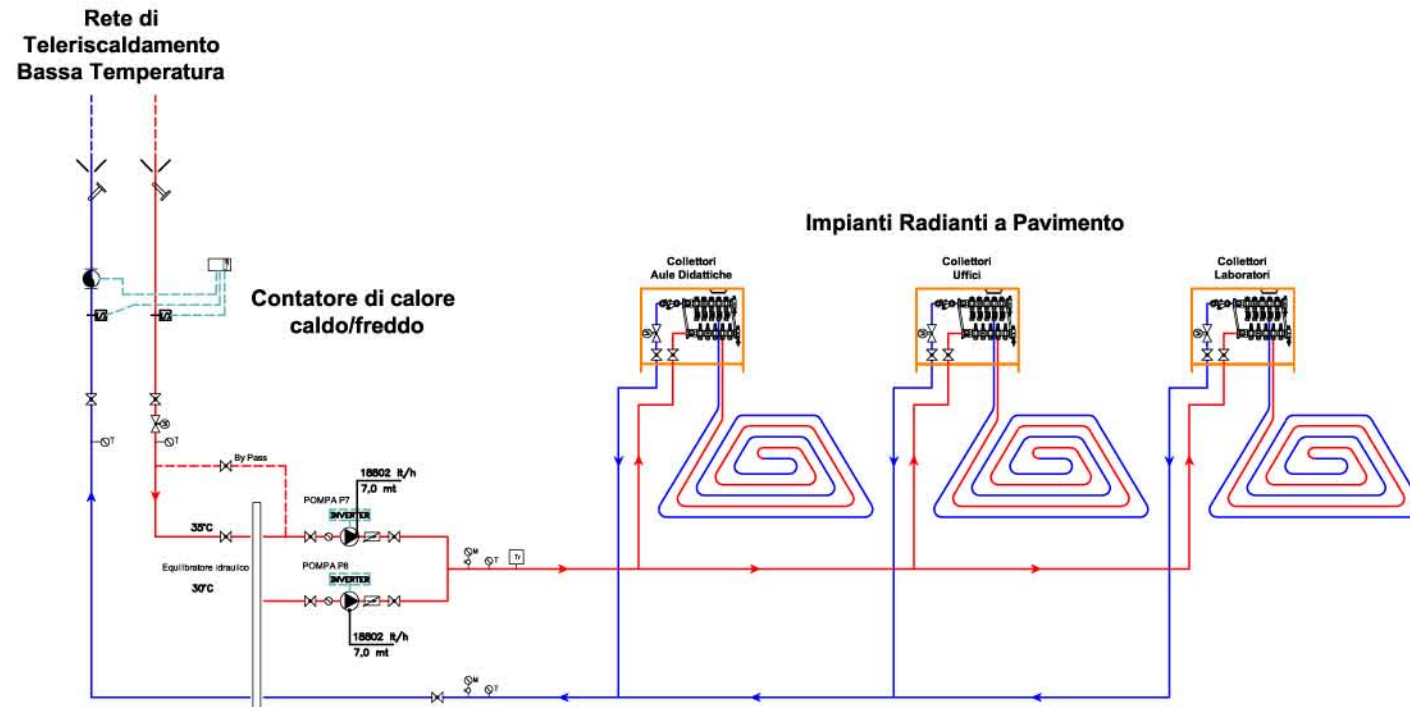 Rete di
Teleriscaldamento
Bassa Temperatura
Impianti Radianti a Pavimento
Collettori
Aule Didattiche
Collettori
Uffici
Collettori
Laboratori
Contatore di calore
caldo/freddo
M
M
M
M
T
T
By Pass
18802 lt/h
7,0 mt
POMPA P7
INVERTER
35°C
Equilibratore idraulico
30°C
POMPA P8
INVERTER
M
T
Tr
18802 lt/h
7,0 mt
M
T